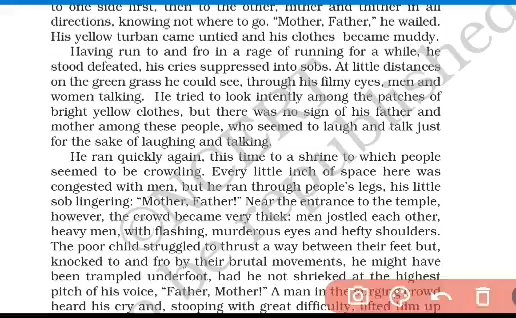 to one side first, then to the other, hither and thither in all
directions, knowing not where to go. “Mother, Father,” he wailed.
His yellow turban came untied and his clothes became muddy.
Having run to and fro in a rage of running for a while, he
stood defeated, his cries suppressed into sobs. At little distances
on the green grass he could see, through his filmy eyes, men and
women talking. He tried to look intently among the patches of
bright yellow clothes, but there was no sign of his father and
mother among these people, who seemed to laugh and talk just
for the sake of laughing and talking.
He ran quickly again, this time to a shrine to which people
seemed to be crowding. Every little inch of space here was
congested with men, but he ran through people’s legs, his little
sob lingering: “Mother, Father!” Near the entrance to the temple,
however, the crowd became very thick: men jostled each other,
heavy men, with flashing, murderous eyes and hefty shoulders.
The poor child struggled to thrust a way between their feet but,
knocked to and fro by their brutal movements, he might have
been trampled underfoot, had he not shrieked at the highest
pitch of his voice, “Father, Mother!” A man in the surging crowd
heard his cry and, stooping with great difficulty, lifted him up